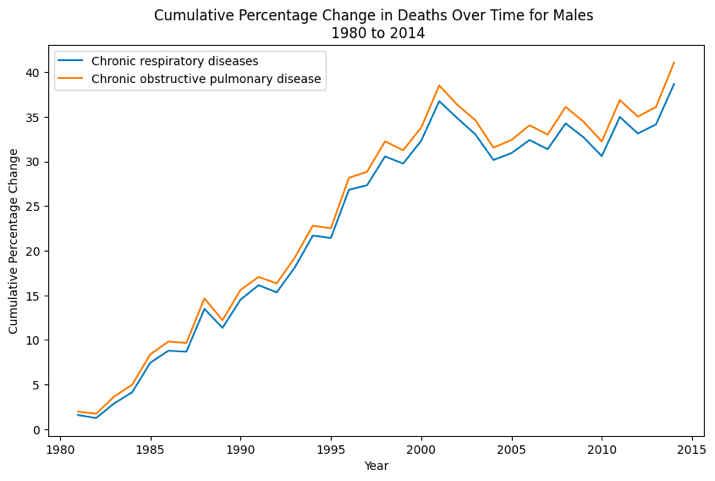 Cumulative Percentage Change in Deaths Over Time for Males
1980 to 2014
Chronic respiratory diseases
Chronic obstructive pulmonary disease
Cumulative Percentage Change
40
35
30
25
20
15
10
5
0
1980 1985 1990 1995 2000 2005 2010 2015
Year